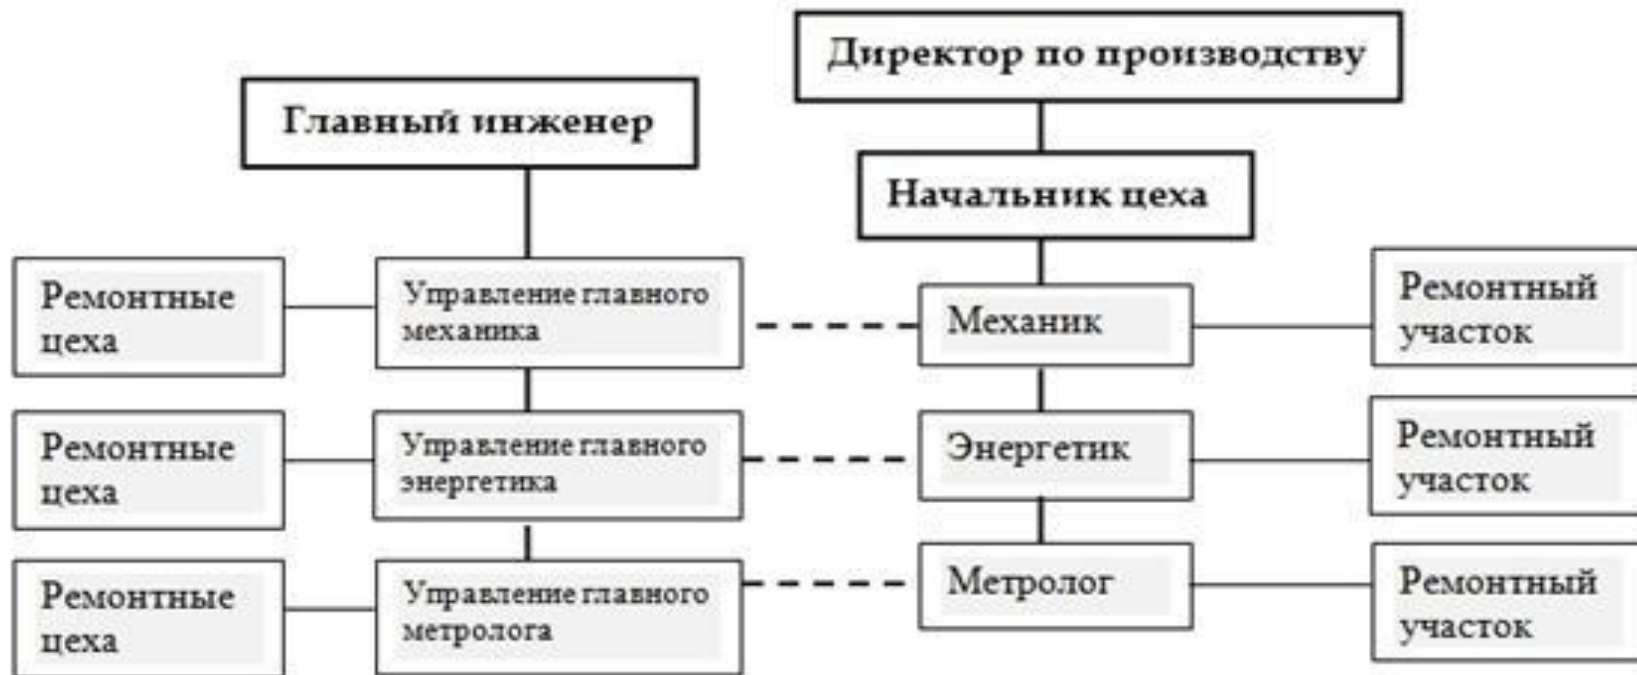 Директор по производству
Главный инженер
Начальник цеха
Ремонтные
цеха
Управление главного
механика
Механик
Ремонтный
участок
Ремонтные
цеха
Управление главного
энергетика
Энергетик
Ремонтный
участок
Ремонтные
цеха
Управление главного
метролога
Метролог
Ремонтный
участок